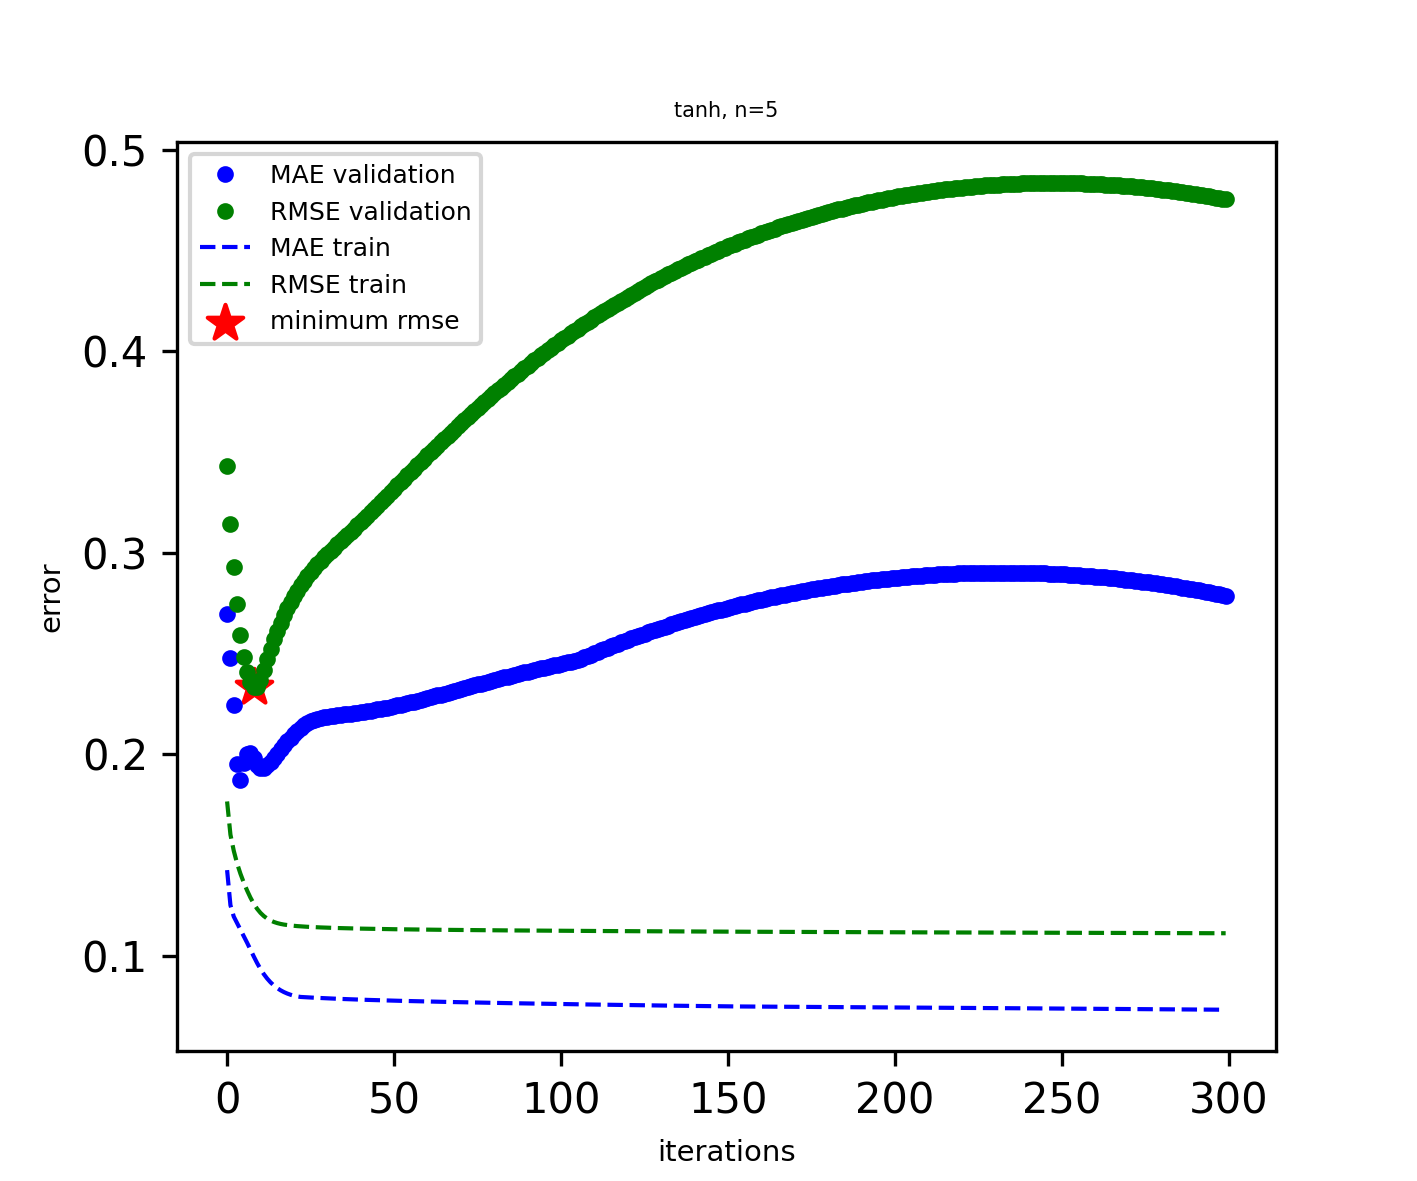 tanh, n=5
0.5
0.4
0.3
0.2
0.1
error
MAE validation
RMSE validation
MAE train
RMSE train
minimum rmse
0 50 100 150 200 250 300
iterations